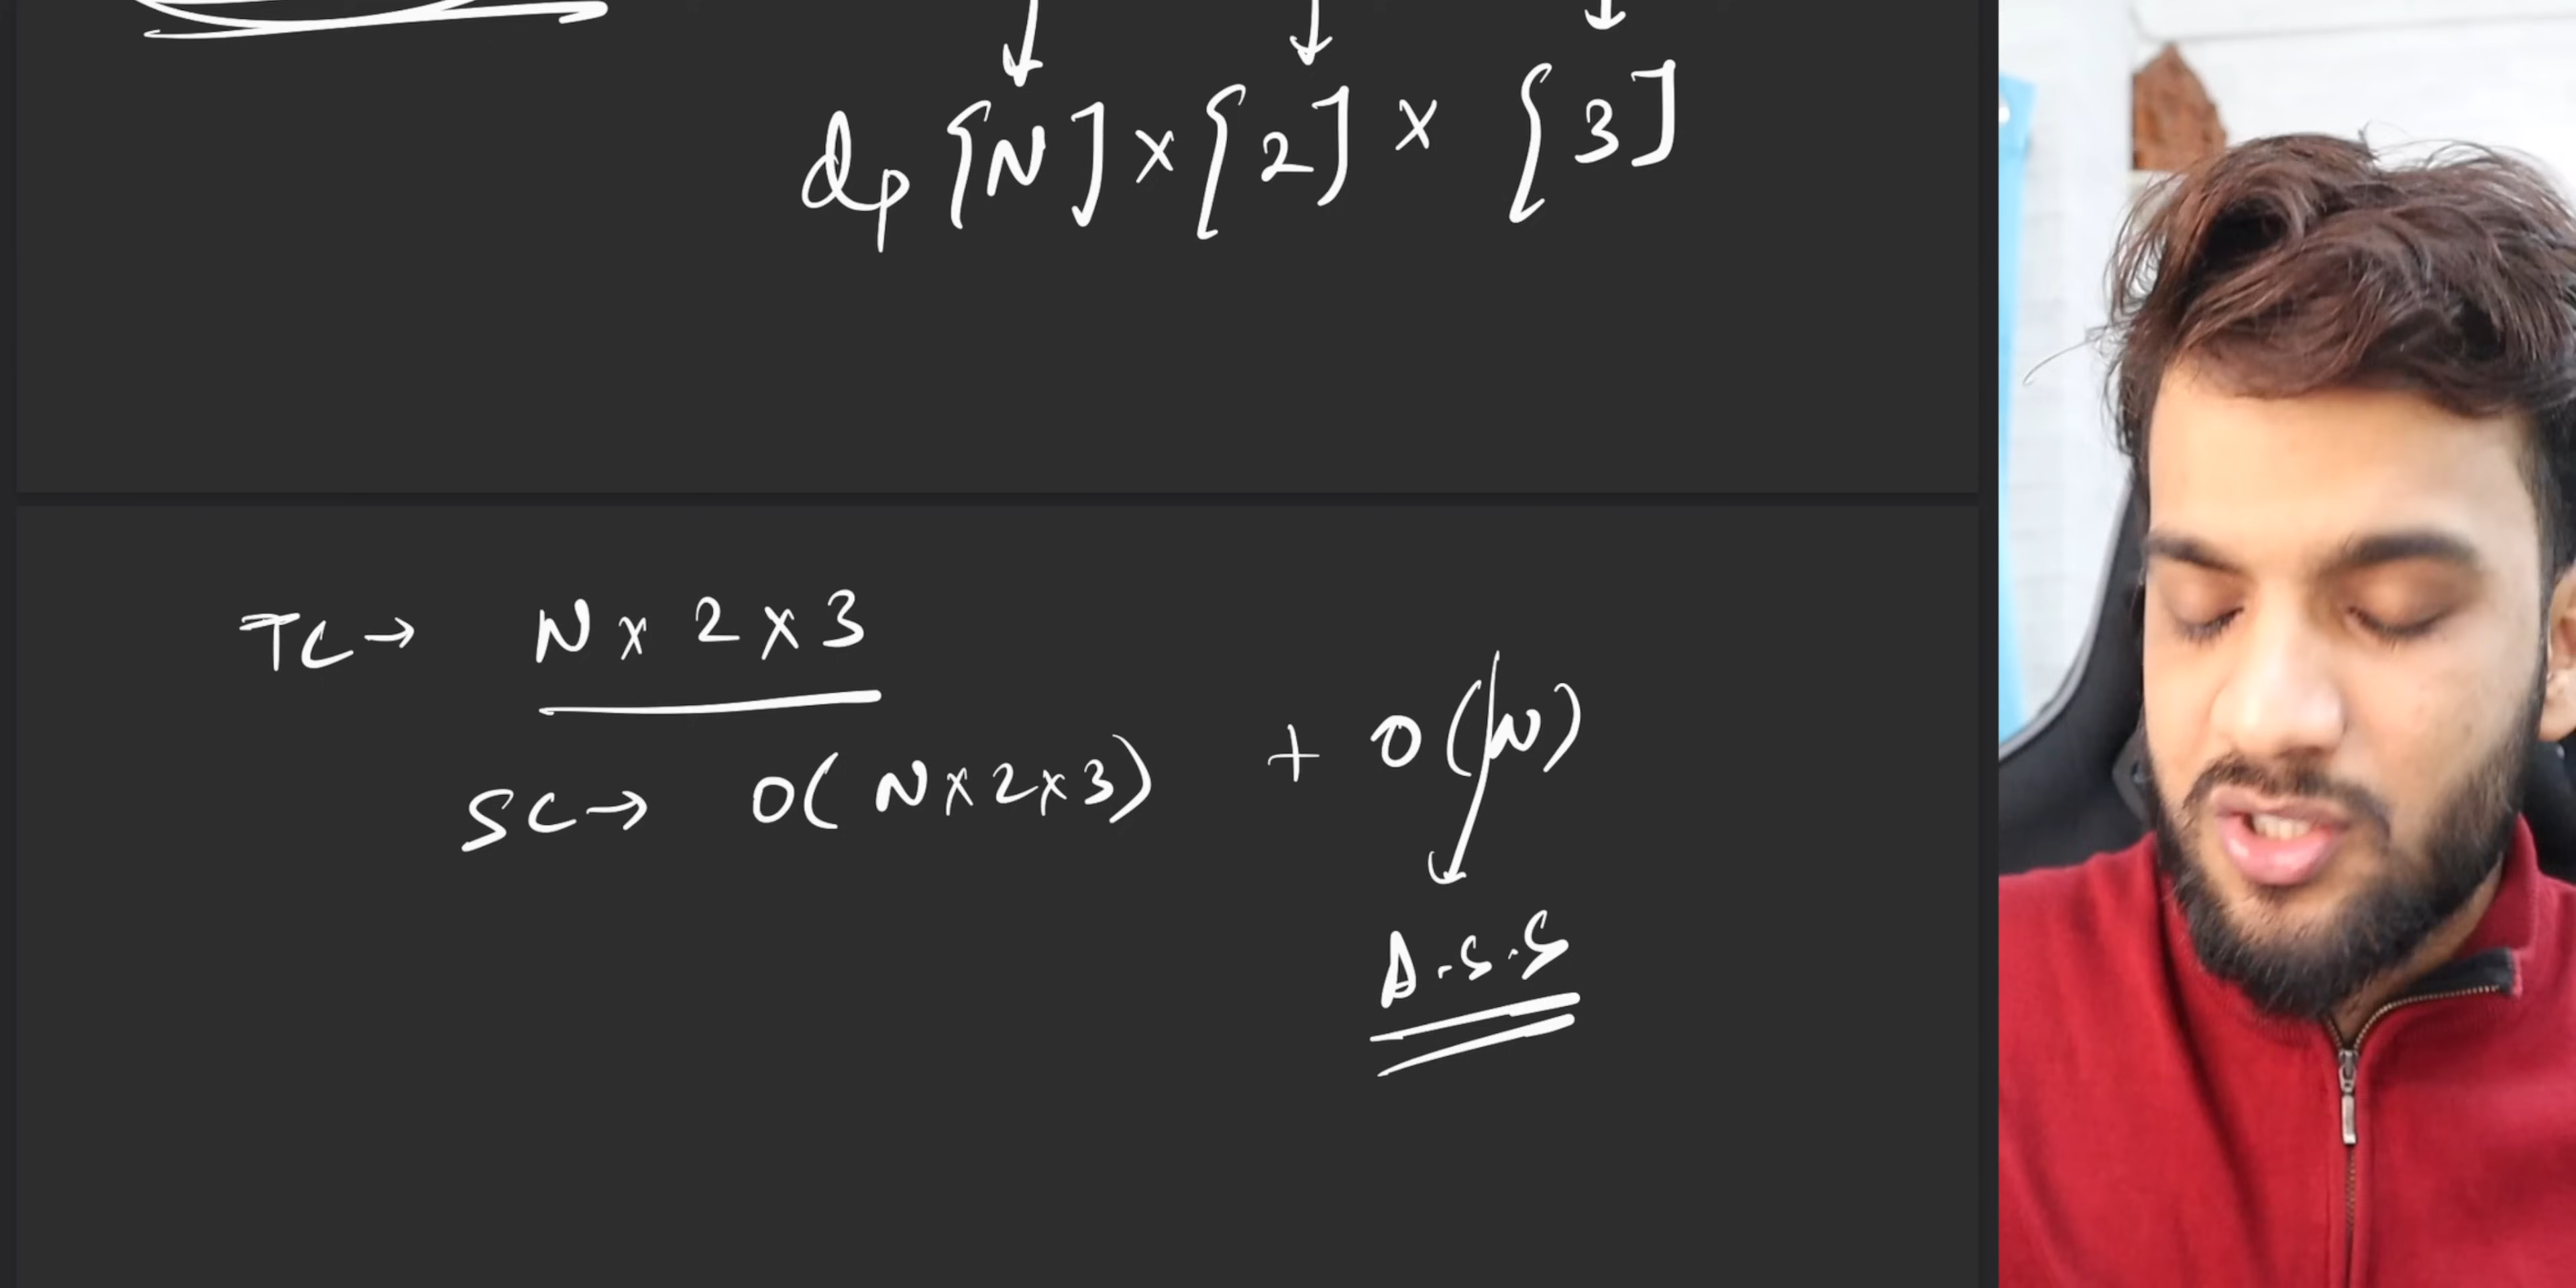 dp [N] x [2] x [3]
TC → N x 2 x 3
SC → O( N x 2 x 3) + O(N)
A.S.S